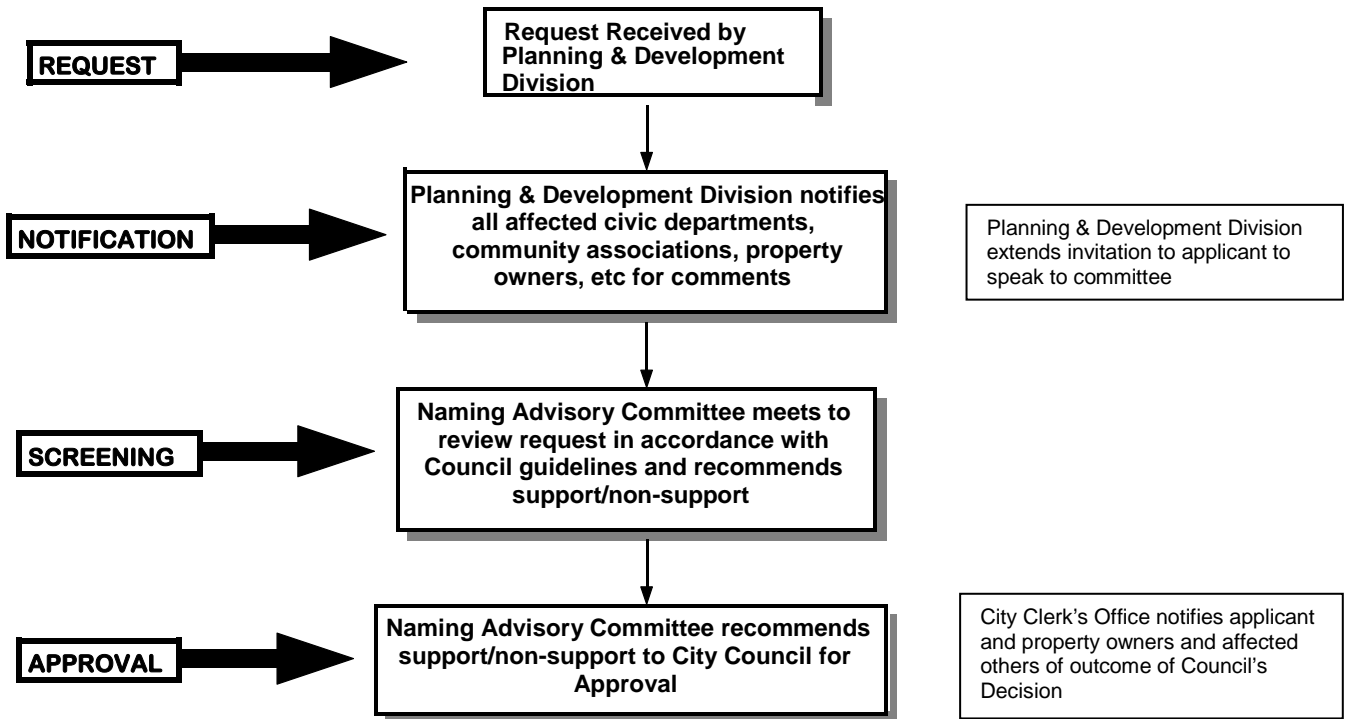 REQUEST
Request Received by
Planning & Development
Division
NOTIFICATION
Planning & Development Division notifies
all affected civic departments,
community associations, property
owners, etc for comments
Planning & Development Division
extends invitation to applicant to
speak to committee
SCREENING
Naming Advisory Committee meets to
review request in accordance with
Council guidelines and recommends
support/non-support
APPROVAL
Naming Advisory Committee recommends
support/non-support to City Council for
Approval
City Clerk’s Office notifies applicant
and property owners and affected
others of outcome of Council’s
Decision